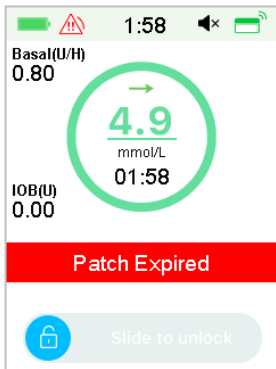 1:58
Basal(U/H)
0.80
4.9
mmol/L
01:58
IOB(U)
0.00
Patch Expired
Slide to unlock